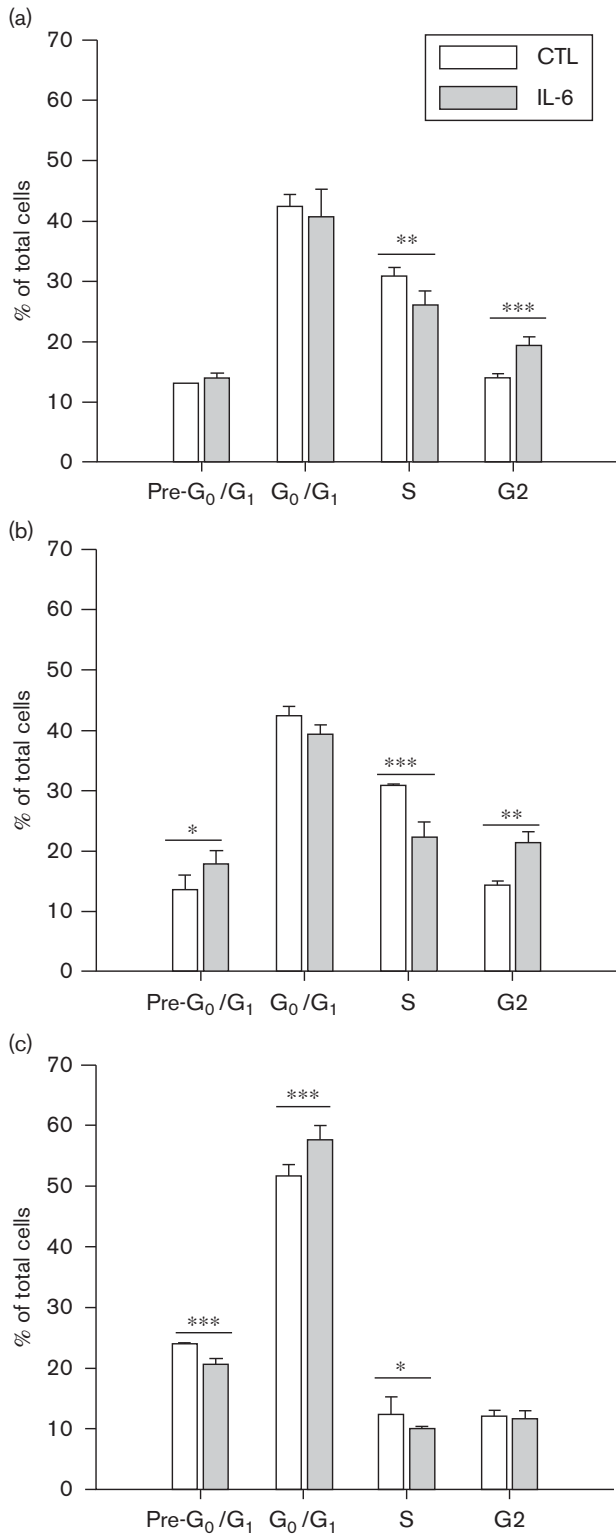 (a)
70
60
50
40
30
20
10
0
% of total cells
CTL
IL-6
**
***
Pre-G₀/G₁ G₀/G₁ S G2
(b)
70
60
50
40
30
20
10
0
% of total cells
*
***
**
Pre-G₀/G₁ G₀/G₁ S G2
(c)
70
60
50
40
30
20
10
0
% of total cells
***
***
*
Pre-G₀/G₁ G₀/G₁ S G2